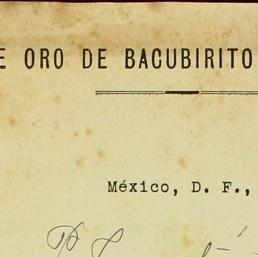 E ORO DE BACUBIRITO
México, D. F.,